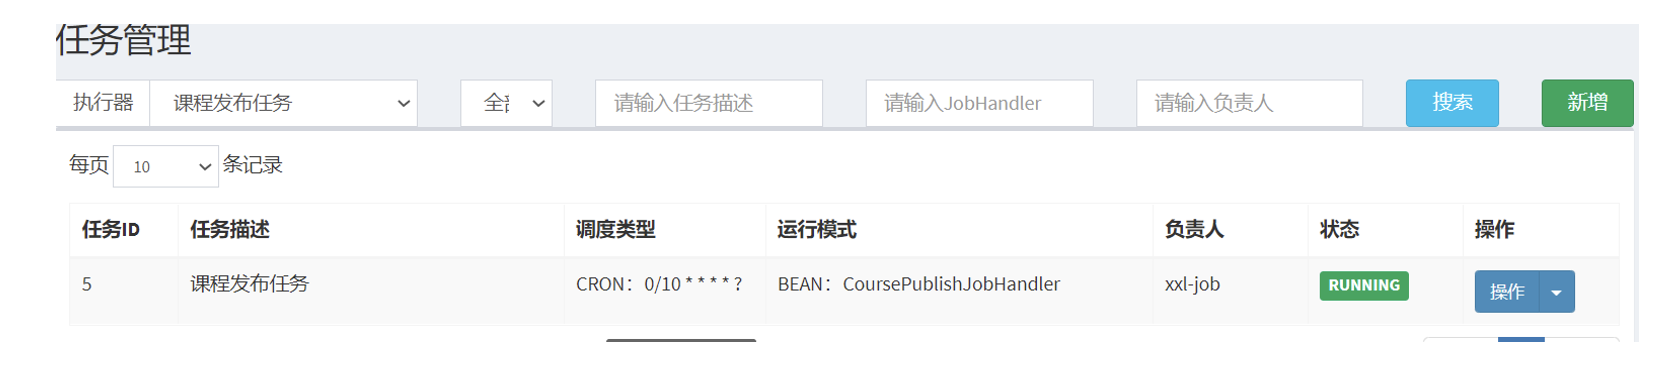 任务管理
执行器 课程发布任务 全部 请输入任务描述 请输入JobHandler 请输入负责人 搜索 新增
每页 10 条记录
任务ID 任务描述 调度类型 运行模式 负责人 状态 操作
5 课程发布任务 CRON：0/10 * * * * ? BEAN：CoursePublishJobHandler xxl-job RUNNING 操作